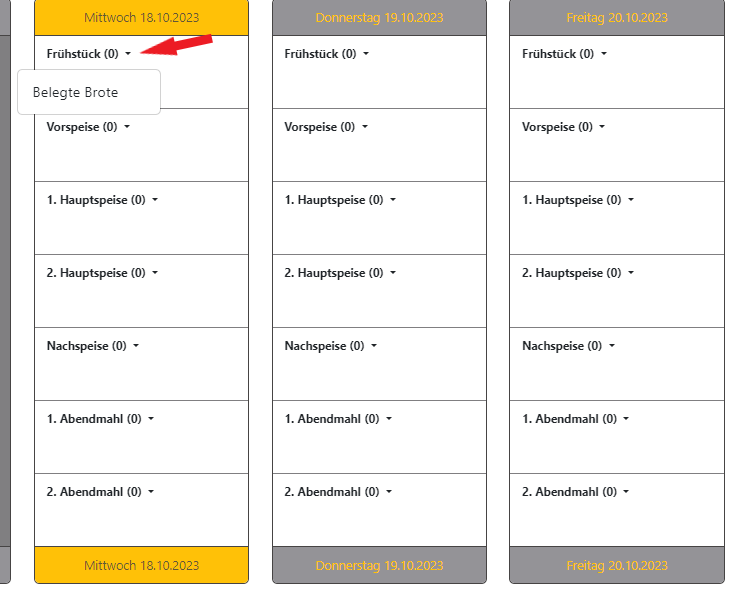 Mittwoch 18.10.2023
Frühstück (0)
Belegte Brote
Vorspeise (0)
1. Hauptspeise (0)
2. Hauptspeise (0)
Nachspeise (0)
1. Abendmahl (0)
2. Abendmahl (0)
Mittwoch 18.10.2023
Donnerstag 19.10.2023
Frühstück (0)
Vorspeise (0)
1. Hauptspeise (0)
2. Hauptspeise (0)
Nachspeise (0)
1. Abendmahl (0)
2. Abendmahl (0)
Donnerstag 19.10.2023
Freitag 20.10.2023
Frühstück (0)
Vorspeise (0)
1. Hauptspeise (0)
2. Hauptspeise (0)
Nachspeise (0)
1. Abendmahl (0)
2. Abendmahl (0)
Freitag 20.10.2023